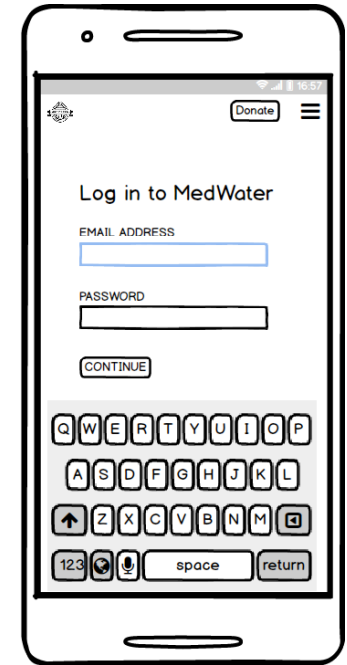 16:57
Donate
Log in to MedWater
EMAIL ADDRESS
PASSWORD
CONTINUE
Q W E R T Y U I O P
A S D F G H J K L
Z X C V B N M
123 space return